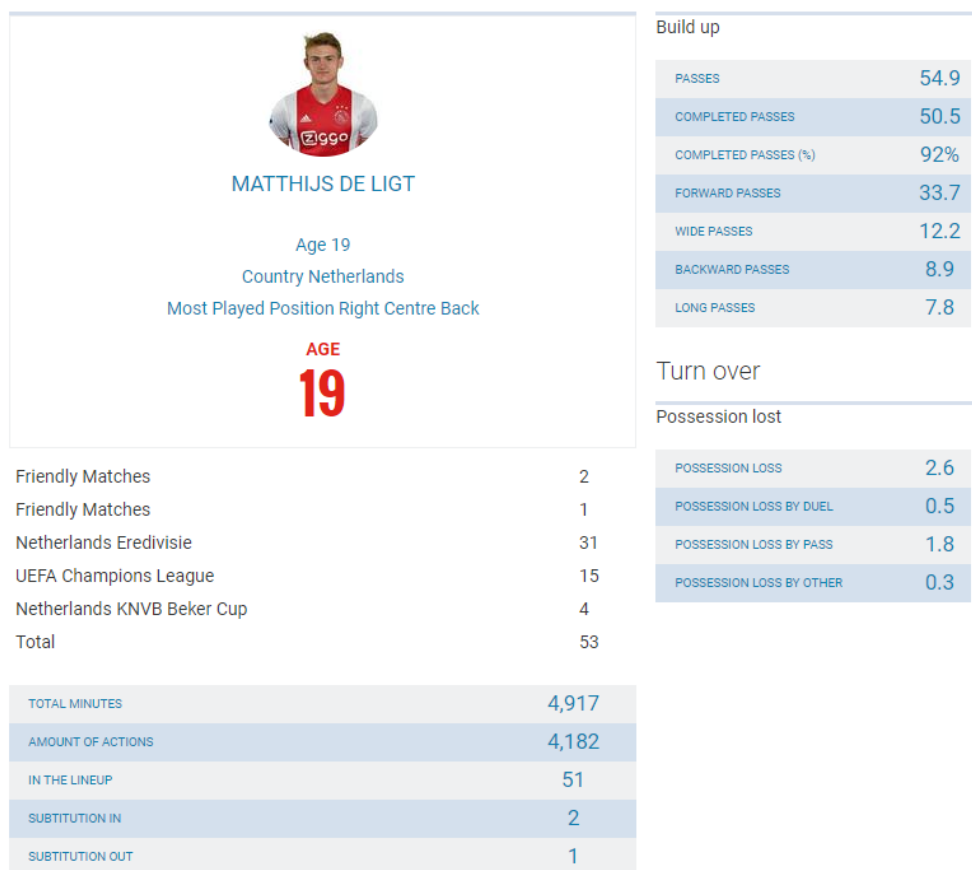 ZIGGO
MATTHIJS DE LIGT
Age 19
Country Netherlands
Most Played Position Right Centre Back
AGE
19
Friendly Matches 2
Friendly Matches 1
Netherlands Eredivisie 31
UEFA Champions League 15
Netherlands KNVB Beker Cup 4
Total 53
TOTAL MINUTES 4,917
AMOUNT OF ACTIONS 4,182
IN THE LINEUP 51
SUBTITUTION IN 2
SUBTITUTION OUT 1
Build up
PASSES 54.9
COMPLETED PASSES 50.5
COMPLETED PASSES (%) 92%
FORWARD PASSES 33.7
WIDE PASSES 12.2
BACKWARD PASSES 8.9
LONG PASSES 7.8
Turn over
Possession lost
POSSESSION LOSS 2.6
POSSESSION LOSS BY DUEL 0.5
POSSESSION LOSS BY PASS 1.8
POSSESSION LOSS BY OTHER 0.3